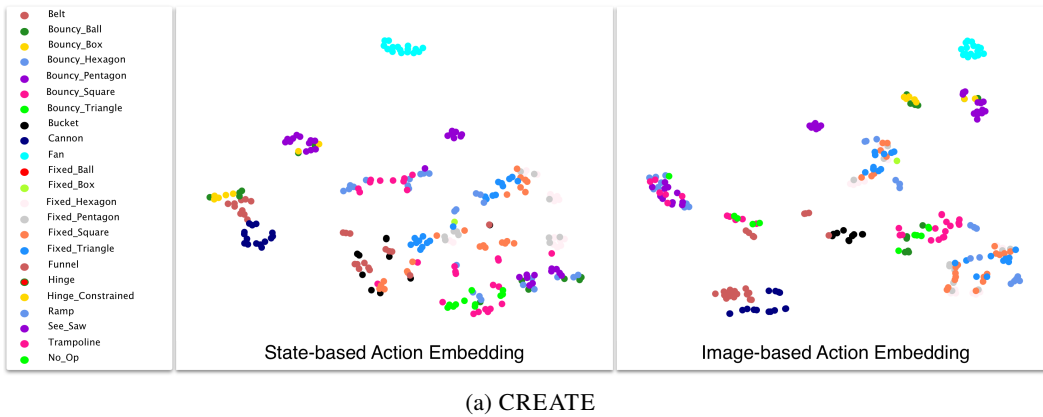 Belt
Bouncy_Ball
Bouncy_Box
Bouncy_Hexagon
Bouncy_Pentagon
Bouncy_Square
Bouncy_Triangle
Bucket
Cannon
Fan
Fixed_Ball
Fixed_Box
Fixed_Hexagon
Fixed_Pentagon
Fixed_Square
Fixed_Triangle
Funnel
Hinge
Hinge_Constrained
Ramp
See_Saw
Trampoline
No_Op
State-based Action Embedding
Image-based Action Embedding
(a) CREATE